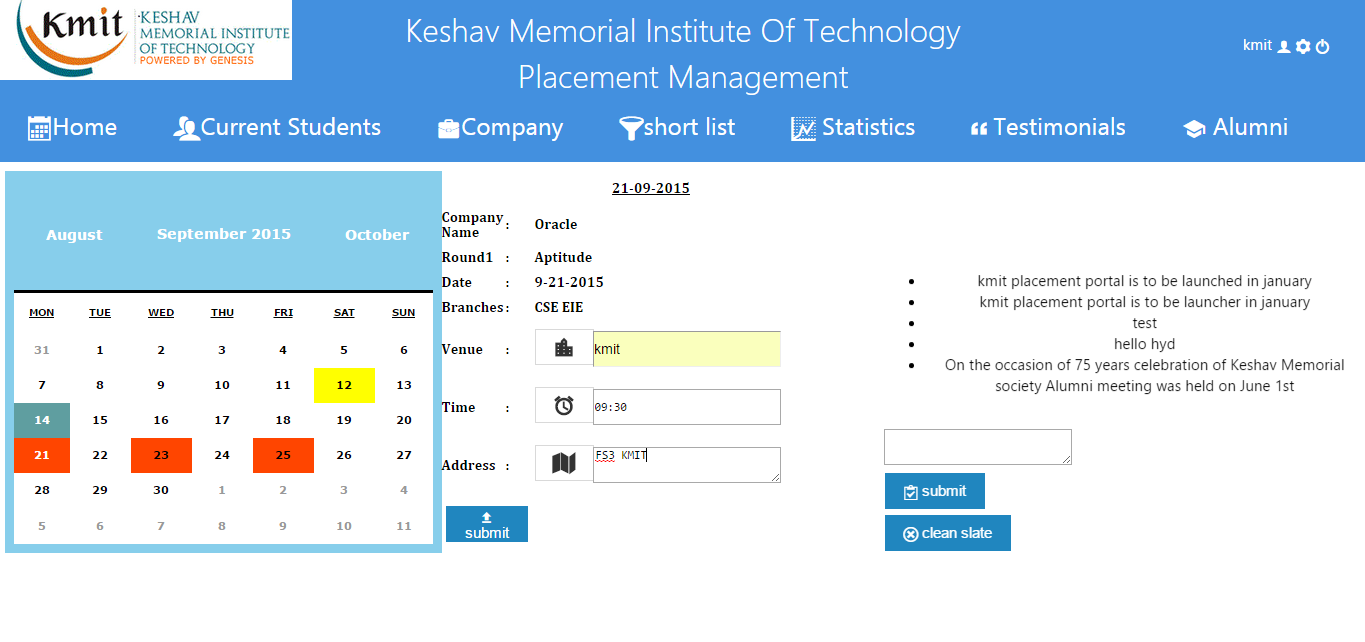 Kmit
KESHAV
MEMORIAL INSTITUTE
OF TECHNOLOGY
POWERED BY GENESIS
Keshav Memorial Institute Of Technology
Placement Management
kmit
Home Current Students Company short list Statistics Testimonials Alumni
August September 2015 October
MON TUE WED THU FRI SAT SUN
31 1 2 3 4 5 6
7 8 9 10 11 12 13
14 15 16 17 18 19 20
21 22 23 24 25 26 27
28 29 30 1 2 3 4
5 6 7 8 9 10 11
21-09-2015
Company Name : Oracle
Round1 : Aptitude
Date : 9-21-2015
Branches : CSE EIE
Venue : kmit
Time : 09:30
Address : FS3 KMIT
submit
• kmit placement portal is to be launched in january
• kmit placement portal is to be launcher in january
• test
• hello hyd
• On the occasion of 75 years celebration of Keshav Memorial
society Alumni meeting was held on June 1st
submit
clean slate